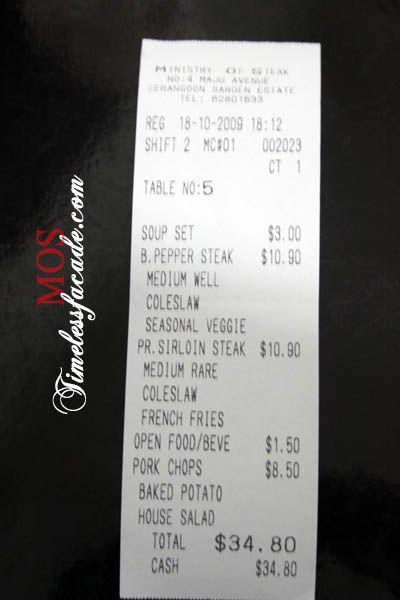 MINISTRY OF STEAK
NO:4 MAJU AVENUE
SERANGOON GARDEN ESTATE
TEL: 62801633
REG 18-10-2009 18:12
SHIFT 2 MC#01 002023
CT 1
TABLE NO:5
SOUP SET $3.00
B.PEPPER STEAK $10.90
MEDIUM WELL
COLESLAW
SEASONAL VEGGIE
PR.SIRLOIN STEAK $10.90
MEDIUM RARE
COLESLAW
FRENCH FRIES
OPEN FOOD/BEVE $1.50
PORK CHOPS $8.50
BAKED POTATO
HOUSE SALAD
TOTAL $34.80
CASH $34.80
MOS
Timelessfacade.com